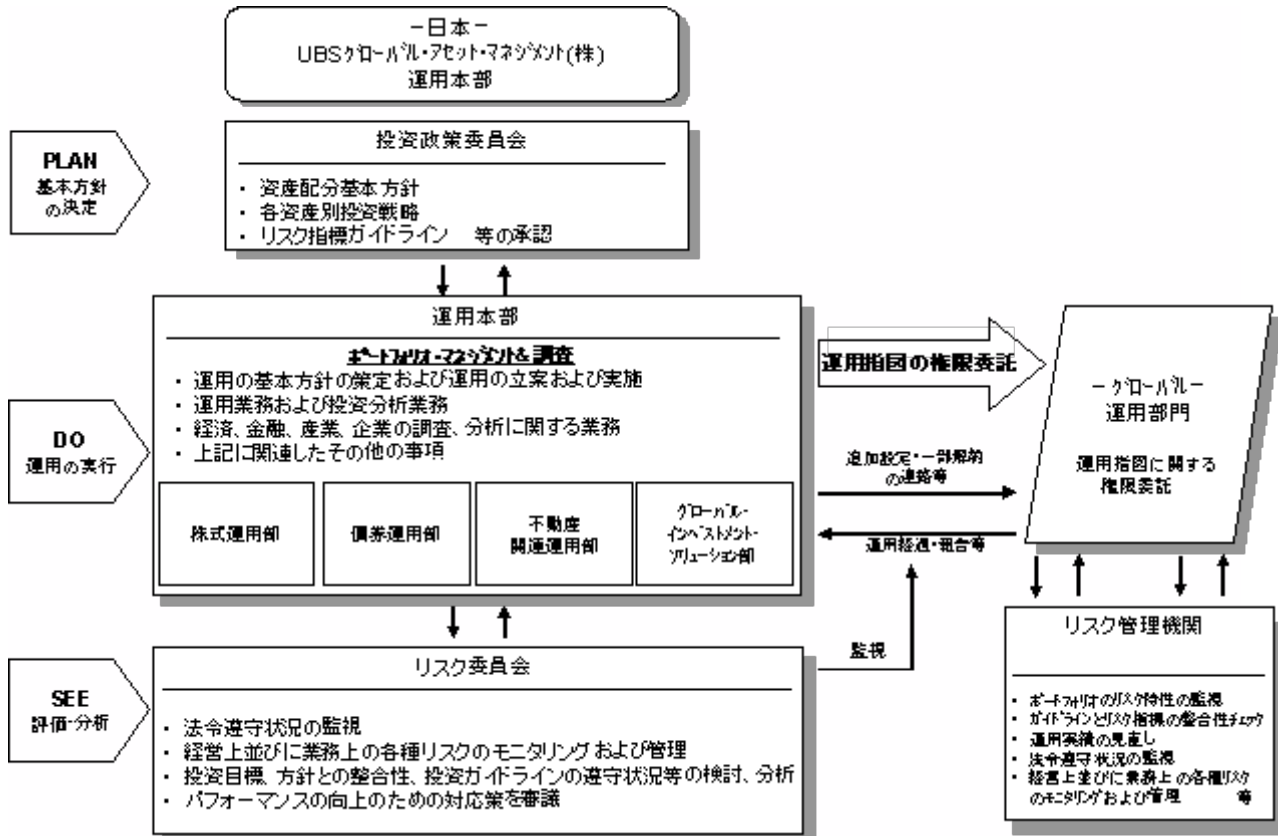 －日本－
UBSｸﾞﾛｰﾊﾞﾙ・ｱｾｯﾄ・ﾏﾈｼﾞﾒﾝﾄ(株)
運用本部
PLAN
基本方針
の決定
投資政策委員会
・ 資産配分基本方針
・ 各資産別投資戦略
・ リスク指標ガイドライン 等の承認
DO
運用の実行
運用本部
ﾎﾟｰﾄﾌｫﾘｵ・ﾏﾈｼﾞﾒﾝﾄ&調査
・ 運用の基本方針の策定および運用の立案および実施
・ 運用業務および投資分析業務
・ 経済、金融、産業、企業の調査、分析に関する業務
・ 上記に関連したその他の事項
株式運用部
債券運用部
不動産
関連運用部
ｸﾞﾛｰﾊﾞﾙ・
ｲﾝﾍﾞｽﾄﾒﾝﾄ・
ｿﾘｭｰｼｮﾝ部
運用指図の権限委託
追加設定・一部解約
の連絡等
運用経過・報告等
監視
－ｸﾞﾛｰﾊﾞﾙ－
運用部門
運用指図に関する
権限委託
SEE
評価・分析
リスク委員会
・ 法令遵守状況の監視
・ 経営上並びに業務上の各種リスクのモニタリングおよび管理
・ 投資目標、方針との整合性、投資ガイドラインの遵守状況等の検討、分析
・ パフォーマンスの向上のための対応策を審議
リスク管理機関
・ ﾎﾟｰﾄﾌｫﾘｵのﾘｽｸ特性の監視
・ ｶﾞｲﾄﾞﾗｲﾝとﾘｽｸ指標の整合性ﾁｪｯｸ
・ 運用実績の見直し
・ 法令遵守状況の監視
・ 経営上並びに業務上の各種ﾘｽｸ
のﾓﾆﾀﾘﾝｸﾞおよび管理 等